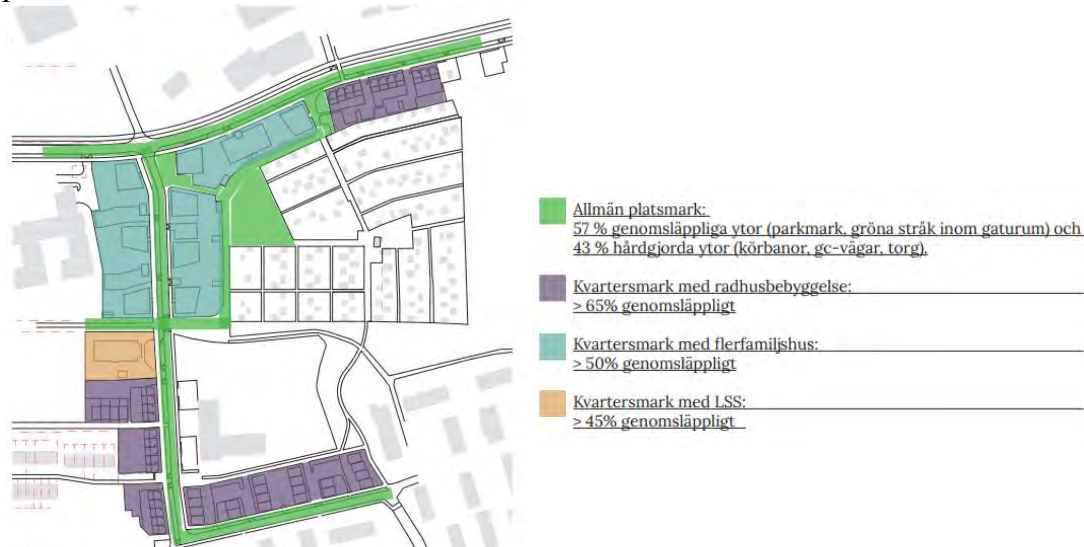 Allmän platsmark:
57 % genomsläppliga ytor (parkmark, gröna stråk inom gaturum) och
43 % hårdgjorda ytor (körbanor, gc-vägar, torg).
Kvartersmark med radhusbebyggelse:
> 65% genomsläppligt
Kvartersmark med flerfamiljshus:
> 50% genomsläppligt
Kvartersmark med LSS:
> 45% genomsläppligt